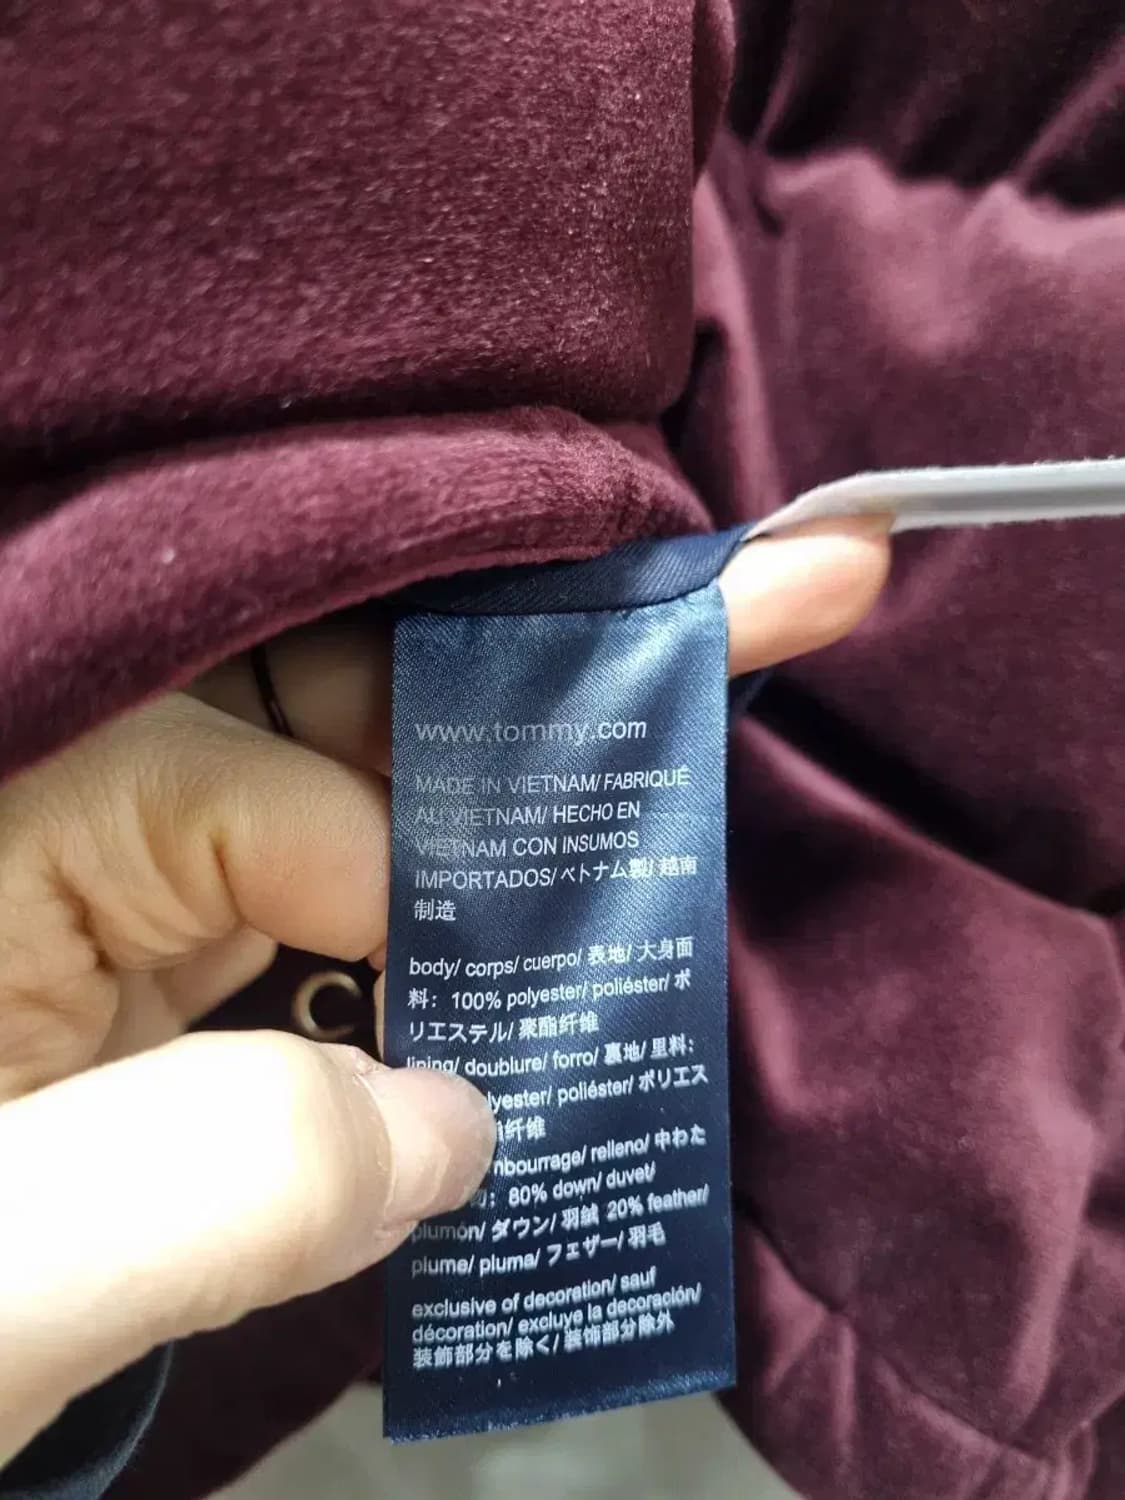 www.tommy.com
MADE IN VIETNAM/ FABRIQUÉ
AU VIETNAM/ HECHO EN
VIETNAM CON INSUMOS
IMPORTADOS/ ベトナム製/ 越南
制造
body/ corps/ cuerpo/ 表地/ 大身面
料: 100% polyester/ poliéster/ ポ
リエステル/ 聚酯纤维
lining/ doublure/ forro/ 裏地/ 里料:
lyester/ poliéster/ ポリエス
纤维
nbourrage/ relleno/ 中わた
: 80% down/ duvet/
plumón/ ダウン/ 羽绒 20% feather/
plume/ pluma/ フェザー/ 羽毛
exclusive of decoration/ sauf
décoration/ excluye la decoración/
装飾部分を除く/ 装饰部分除外